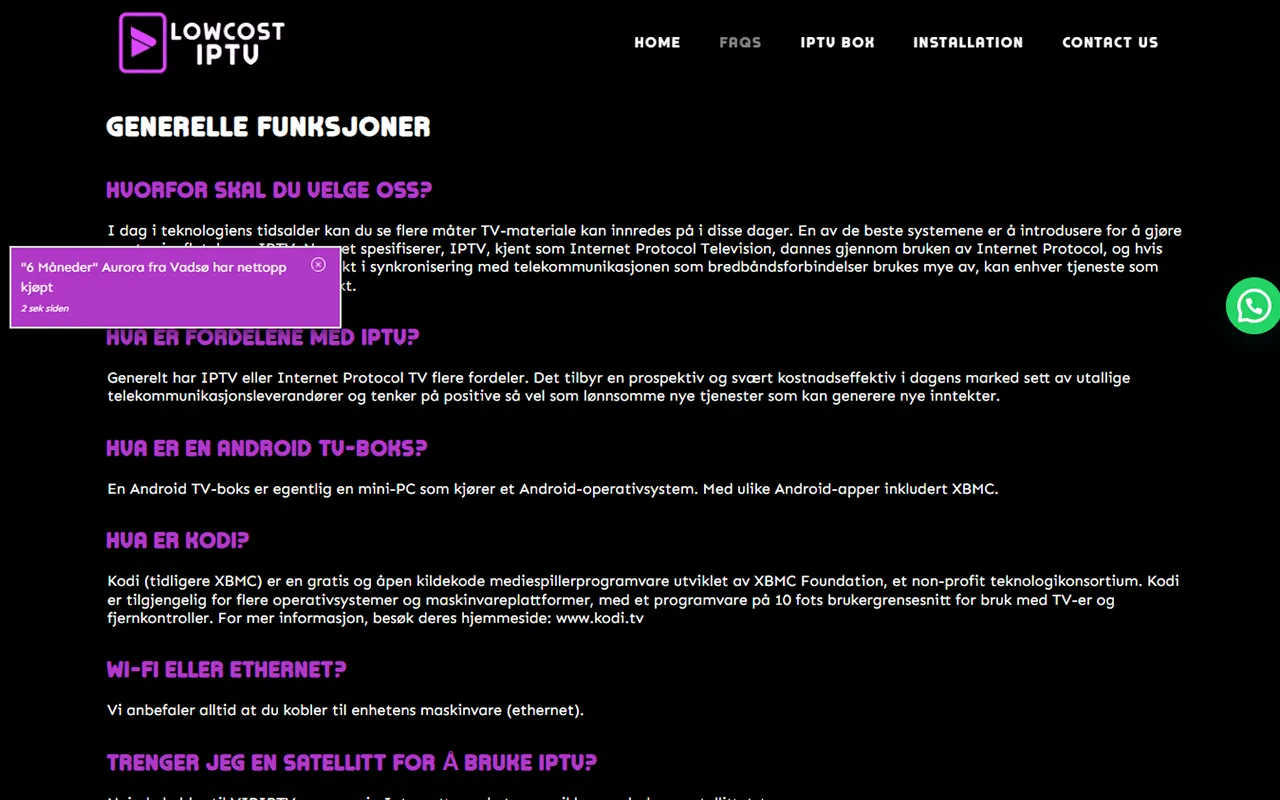 LOWCOST
IPTV
HOME FAQS IPTV BOX INSTALLATION CONTACT US
GENERELLE FUNKSJONER
HVORFOR SKAL DU VELGE OSS?
I dag i teknologiens tidsalder kan du se flere måter TV-materiale kan innredes på i disse dager. En av de beste systemene er å introdusere for å gjøre
et spesifiserer, IPTV, kjent som Internet Protocol Television, dannes gjennom bruken av Internet Protocol, og hvis
kt i synkronisering med telekommunikasjonen som bredbåndsforbindelser brukes mye av, kan enhver tjeneste som
kt.
"6 Måneder" Aurora fra Vadsø har nettopp
kjøpt
2 sek siden
HVA ER FORDELENE MED IPTV?
Generelt har IPTV eller Internet Protocol TV flere fordeler. Det tilbyr en prospektiv og svært kostnadseffektiv i dagens marked sett av utallige
telekommunikasjonsleverandører og tenker på positive så vel som lønnsomme nye tjenester som kan generere nye inntekter.
HVA ER EN ANDROID TV-BOKS?
En Android TV-boks er egentlig en mini-PC som kjører et Android-operativsystem. Med ulike Android-apper inkludert XBMC.
HVA ER KODI?
Kodi (tidligere XBMC) er en gratis og åpen kildekode mediespillerprogramvare utviklet av XBMC Foundation, et non-profit teknologikonsortium. Kodi
er tilgjengelig for flere operativsystemer og maskinvareplattformer, med et programvare på 10 fots brukergrensesnitt for bruk med TV-er og
fjernkontroller. For mer informasjon, besøk deres hjemmeside: www.kodi.tv
WI-FI ELLER ETHERNET?
Vi anbefaler alltid at du kobler til enhetens maskinvare (ethernet).
TRENGER JEG EN SATELLITT FOR Å BRUKE IPTV?